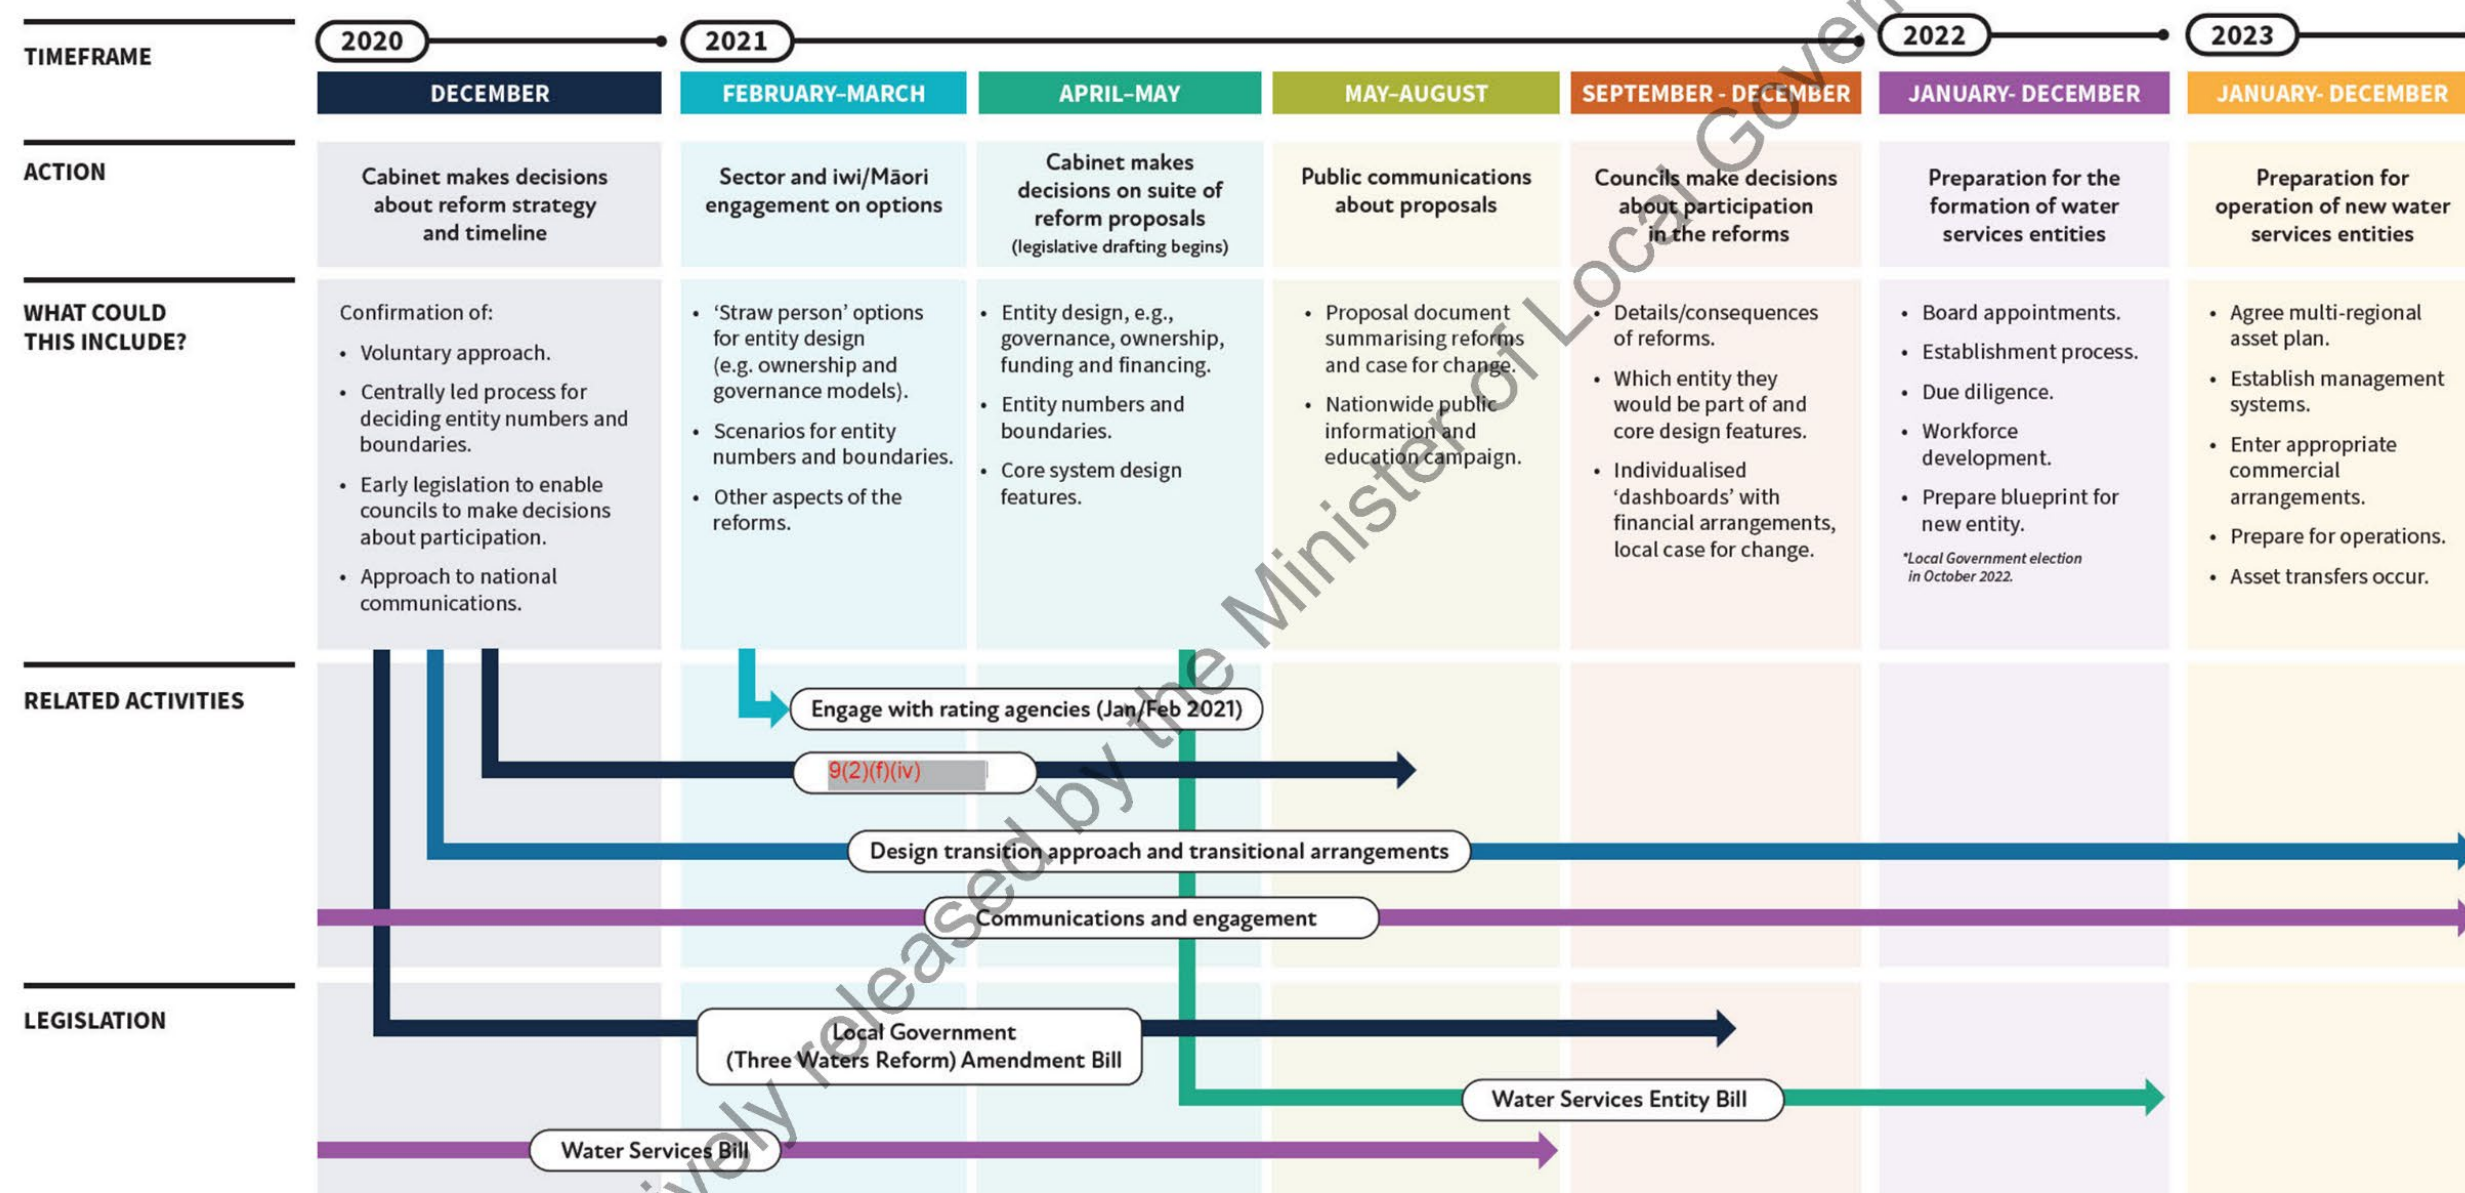 TIMEFRAME
2020
2021
2022
2023
DECEMBER
FEBRUARY–MARCH
APRIL–MAY
MAY–AUGUST
SEPTEMBER - DECEMBER
JANUARY- DECEMBER
JANUARY- DECEMBER
ACTION
Cabinet makes decisions
about reform strategy
and timeline
Sector and iwi/Māori
engagement on options
Cabinet makes
decisions on suite of
reform proposals
(legislative drafting begins)
Public communications
about proposals
Councils make decisions
about participation
in the reforms
Preparation for the
formation of water
services entities
Preparation for
operation of new water
services entities
WHAT COULD
THIS INCLUDE?
Confirmation of:
• Voluntary approach.
• Centrally led process for
deciding entity numbers and
boundaries.
• Early legislation to enable
councils to make decisions
about participation.
• Approach to national
communications.
• ‘Straw person’ options
for entity design
(e.g. ownership and
governance models).
• Scenarios for entity
numbers and boundaries.
• Other aspects of the
reforms.
• Entity design, e.g.,
governance, ownership,
funding and financing.
• Entity numbers and
boundaries.
• Core system design
features.
• Proposal document
summarising reforms
and case for change.
• Nationwide public
information and
education campaign.
• Details/consequences
of reforms.
• Which entity they
would be part of and
core design features.
• Individualised
‘dashboards’ with
financial arrangements,
local case for change.
• Board appointments.
• Establishment process.
• Due diligence.
• Workforce
development.
• Prepare blueprint for
new entity.
*Local Government election
in October 2022.
• Agree multi-regional
asset plan.
• Establish management
systems.
• Enter appropriate
commercial
arrangements.
• Prepare for operations.
• Asset transfers occur.
RELATED ACTIVITIES
Engage with rating agencies (Jan/Feb 2021)
9(2)(f)(iv)
Design transition approach and transitional arrangements
Communications and engagement
LEGISLATION
Local Government
(Three Waters Reform) Amendment Bill
Water Services Entity Bill
Water Services Bill
released by the Minister of Local